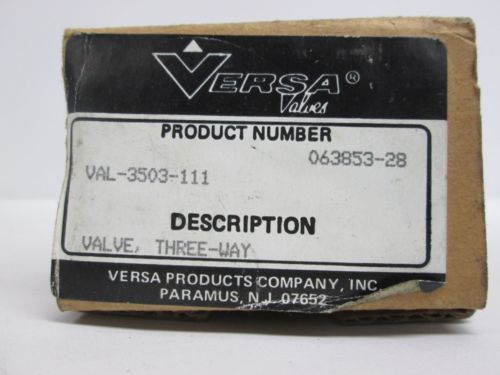 VERSA®
Valves
PRODUCT NUMBER
063853-28
VAL-3503-111
DESCRIPTION
VALVE, THREE-WAY
VERSA PRODUCTS COMPANY, INC.
PARAMUS, N.J. 07652